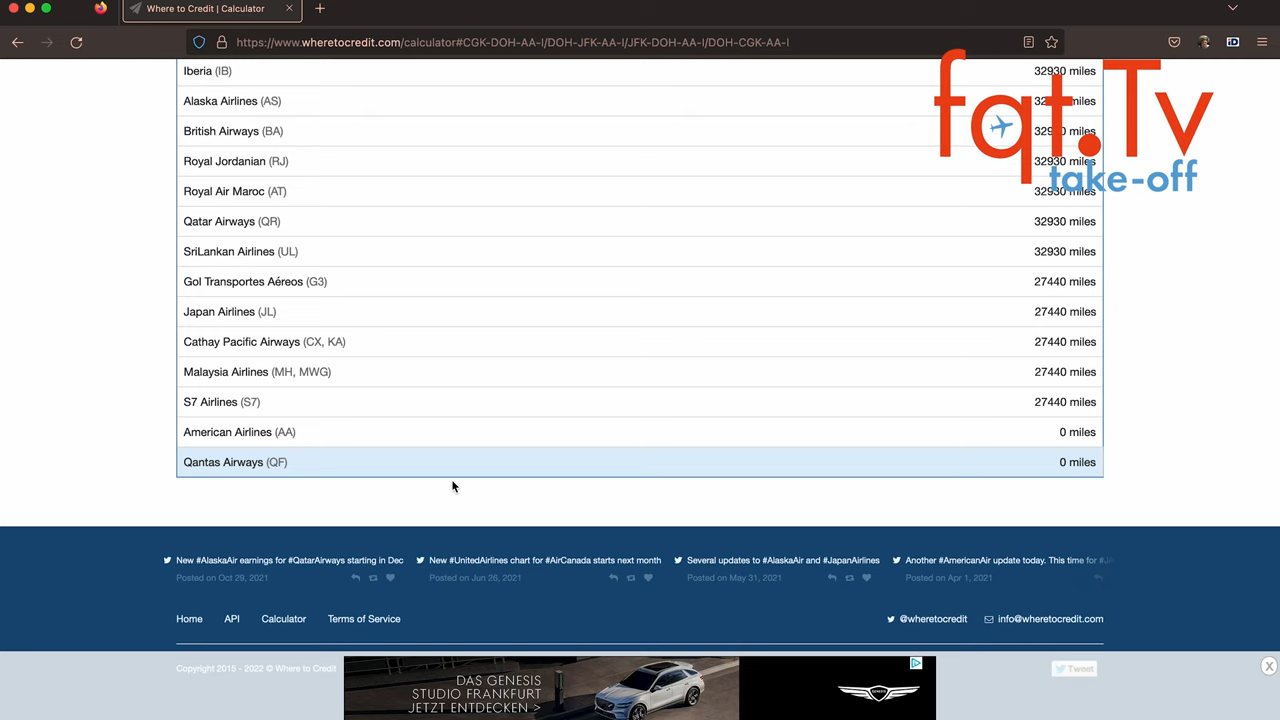 Where to Credit | Calculator
https://www.wheretocredit.com/calculator#CGK-DOH-AA-I/DOH-JFK-AA-I/JFK-DOH-AA-I/DOH-CGK-AA-I
fqt.Tv
take-off
Iberia (IB) 32930 miles
Alaska Airlines (AS)
British Airways (BA)
Royal Jordanian (RJ) 32930 miles
Royal Air Maroc (AT) 32930 miles
Qatar Airways (QR) 32930 miles
SriLankan Airlines (UL) 32930 miles
Gol Transportes Aéreos (G3) 27440 miles
Japan Airlines (JL) 27440 miles
Cathay Pacific Airways (CX, KA) 27440 miles
Malaysia Airlines (MH, MWG) 27440 miles
S7 Airlines (S7) 27440 miles
American Airlines (AA) 0 miles
Qantas Airways (QF) 0 miles
New #AlaskaAir earnings for #QatarAirways starting in Dec
Posted on Oct 29, 2021
New #UnitedAirlines chart for #AirCanada starts next month
Posted on Jun 26, 2021
Several updates to #AlaskaAir and #JapanAirlines
Posted on May 31, 2021
Another #AmericanAir update today. This time for
Posted on Apr 1, 2021
Home API Calculator Terms of Service
@wheretocredit info@wheretocredit.com
Copyright 2015 - 2022 © Where to Credit
Tweet
DAS GENESIS
STUDIO FRANKFURT
JETZT ENTDECKEN >
GENESIS